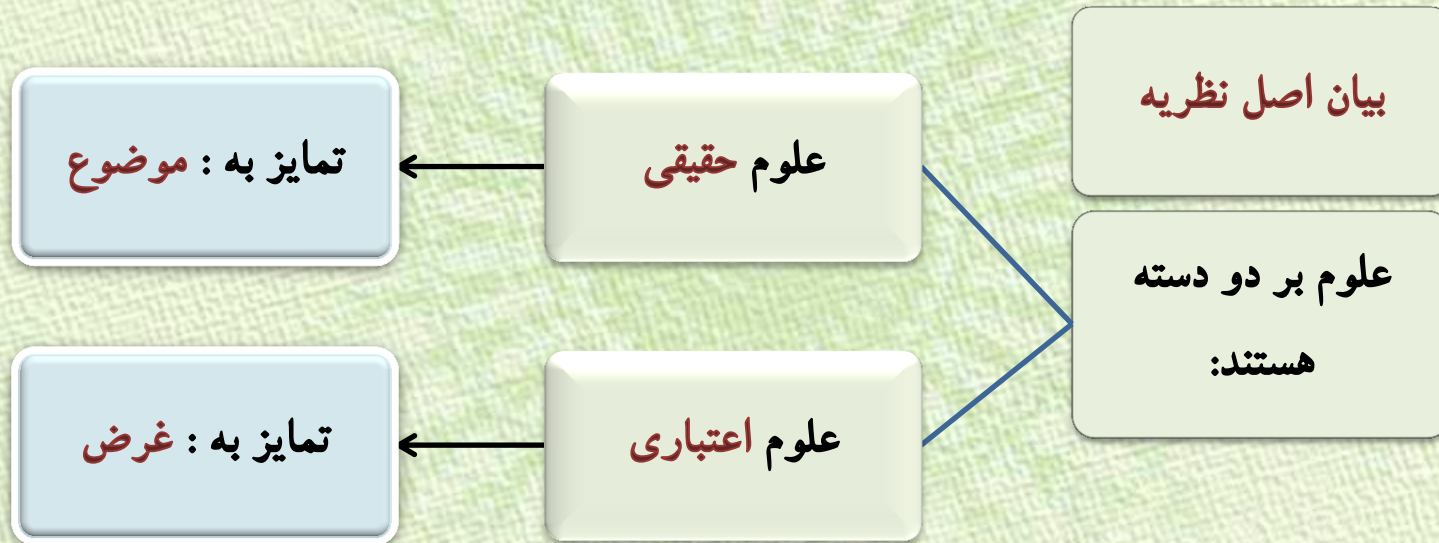 بیان اصل نظریه
علوم بر دو دسته
هستند:
علوم حقیقی
تمایز به : موضوع
علوم اعتباری
تمایز به : غرض